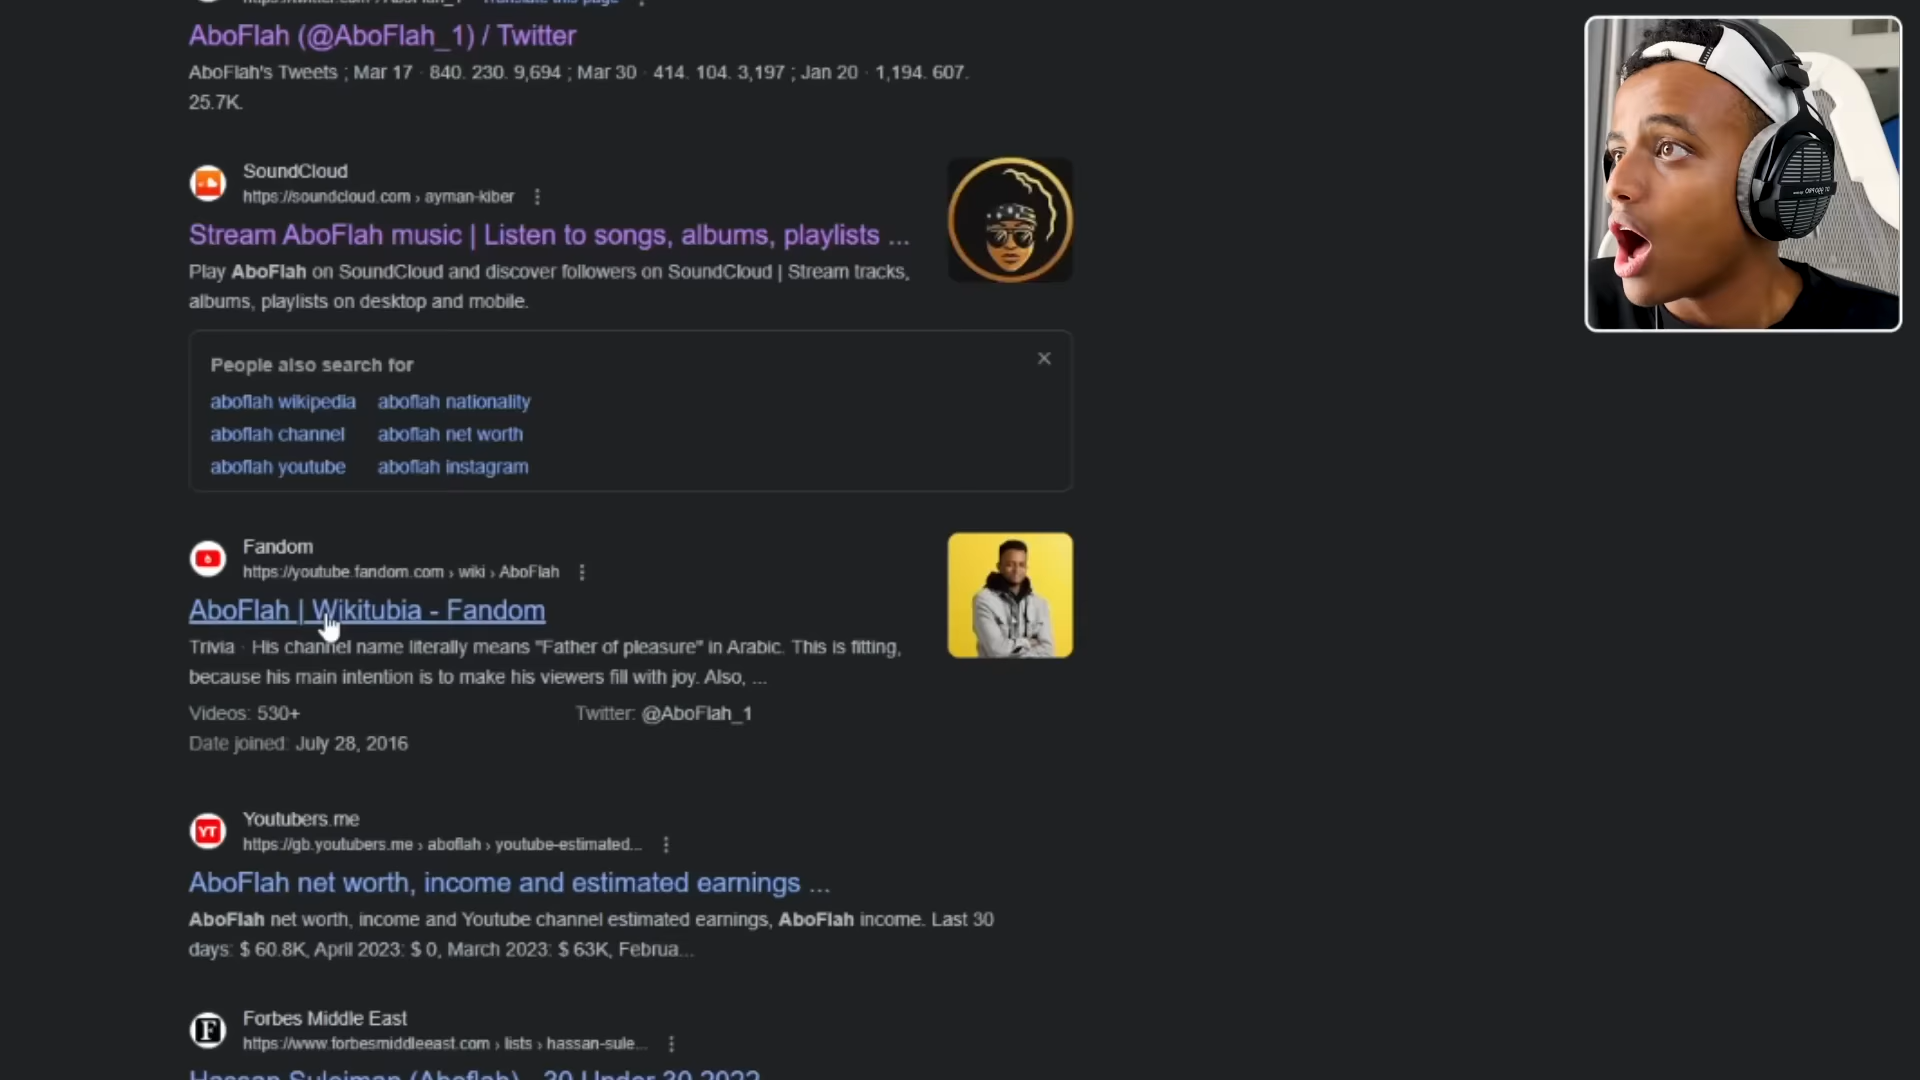 AboFlah (@AboFlah_1) / Twitter
AboFlah's Tweets ; Mar 17 · 840. 230. 9,694 ; Mar 30 · 414. 104. 3,197 ; Jan 20 · 1,194. 607.
25.7K.
SoundCloud
https://soundcloud.com › ayman-kiber
Stream AboFlah music | Listen to songs, albums, playlists ...
Play AboFlah on SoundCloud and discover followers on SoundCloud | Stream tracks,
albums, playlists on desktop and mobile.
People also search for
aboflah wikipedia aboflah nationality
aboflah channel aboflah net worth
aboflah youtube aboflah instagram
Fandom
https://youtube.fandom.com › wiki › AboFlah
AboFlah | Wikitubia - Fandom
Trivia · His channel name literally means "Father of pleasure" in Arabic. This is fitting,
because his main intention is to make his viewers fill with joy. Also, ...
Videos: 530+ Twitter: @AboFlah_1
Date joined: July 28, 2016
YT
Youtubers.me
https://gb.youtubers.me › aboflah › youtube-estimated...
AboFlah net worth, income and estimated earnings ...
AboFlah net worth, income and Youtube channel estimated earnings, AboFlah income. Last 30
days: $ 60.8K, April 2023: $ 0, March 2023: $ 63K, Februa...
F
Forbes Middle East
https://www.forbesmiddleeast.com › lists › hassan-sule...
Hassan Suleiman (Aboflah) - 30 Under 30 2022